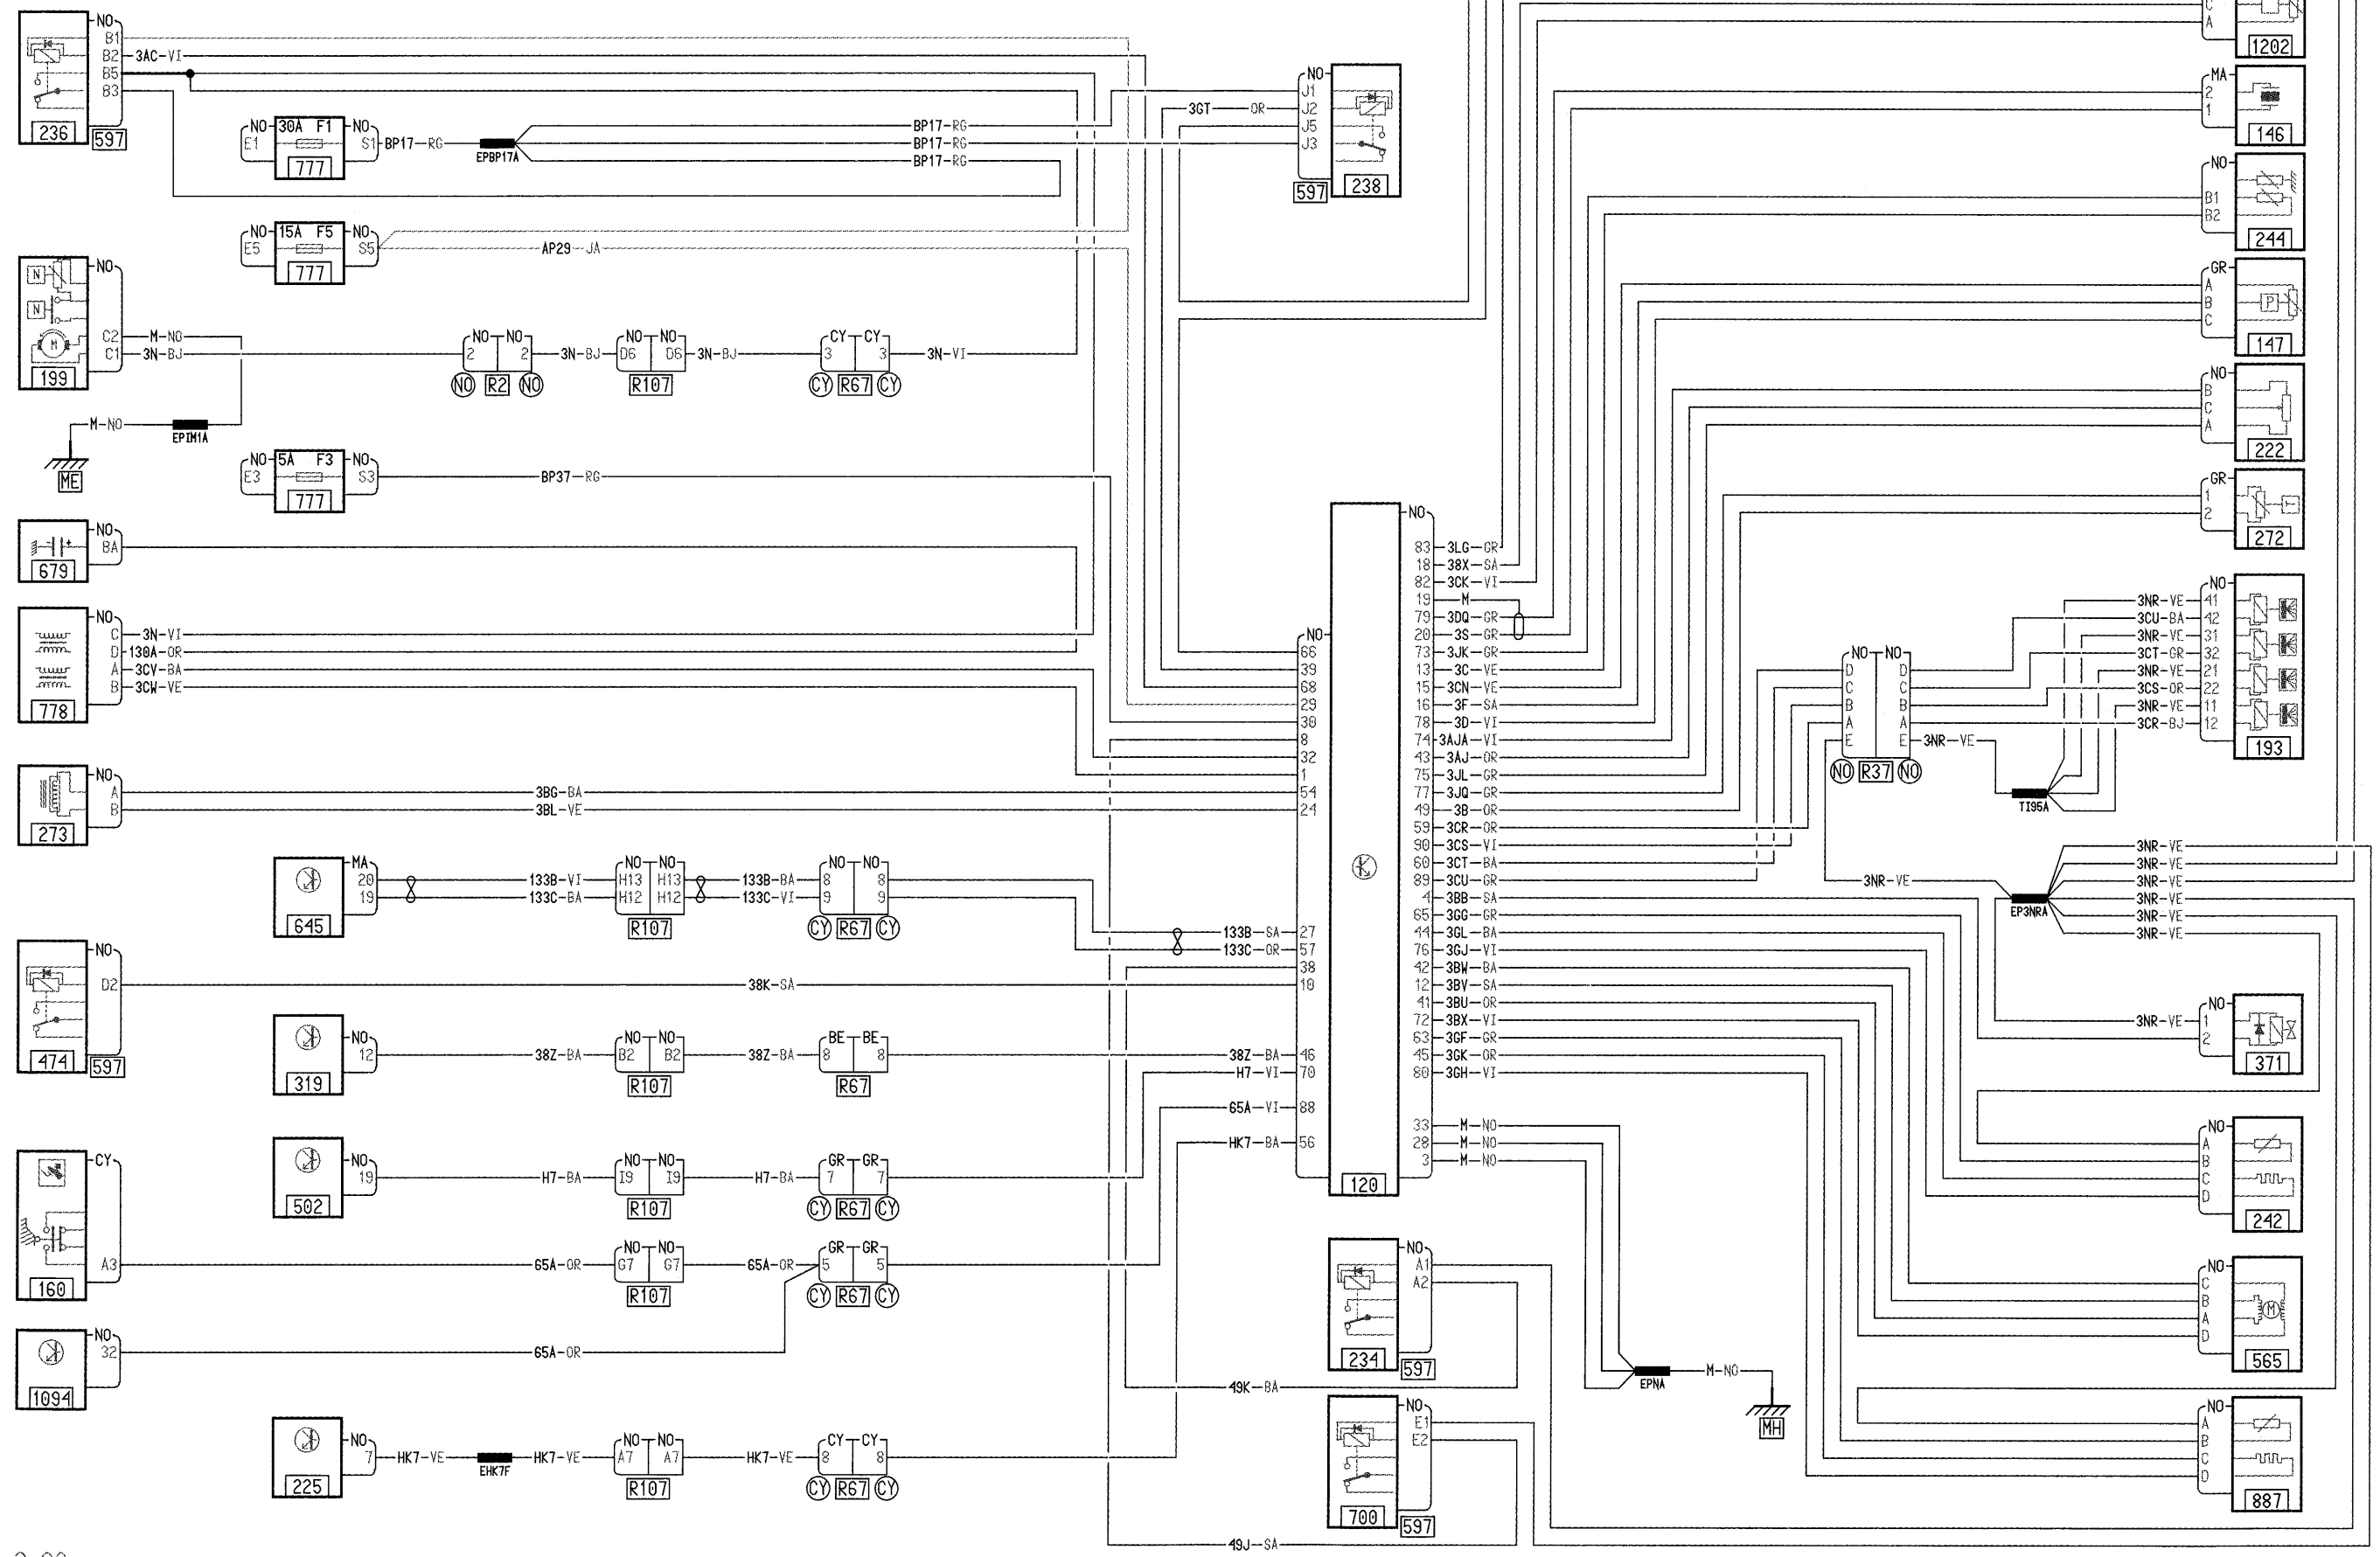 NO
B1
B2 3AC-VI
B5
B3
236
597
NO 30A F1 NO
E1 S1 BP17-RG
777
EPBP17A
BP17-RG
BP17-RG
BP17-RG
NO
J1
3GT OR J2
J5
J3
597 238
NO 15A F5 NO
E5 S5
777
AP29-JA
NO
C2 M-NO
C1 3N-BJ
199
NO NO
2 2
NO R2 NO
3N-BJ
NO NO
D6 D6
R107
3N-BJ
CY CY
3 3
CY R67 CY
3N-VI
M-NO
EPIM1A
ME
NO 5A F3 NO
E3 S3
777
BP37-RG
NO
BA
679
NO
C 3N-VI
D 130A-OR
A 3CV-BA
B 3CW-VE
778
NO
A 3BG-BA
B 3BL-VE
273
MA
20 133B-VI
19 133C-BA
645
NO NO
H13 H13
H12 H12
R107
133B-BA
133C-VI
NO NO
8 8
9 9
CY R67 CY
NO
D2 38K-SA
474
597
NO
12 38Z-BA
319
NO NO
B2 B2
R107
38Z-BA
BE BE
8 8
R67
NO
19 H7-BA
502
NO NO
I9 I9
R107
H7-BA
GR GR
7 7
CY R67 CY
CY
A3 65A-OR
160
NO NO
G7 G7
R107
65A-OR
GR GR
5 5
CY R67 CY
NO
32 65A-OR
1094
NO
7 HK7-VE
225
EHK7F
HK7-VE
NO NO
A7 A7
R107
HK7-VE
CY CY
8 8
CY R67 CY
NO
66
39
68
29
30
8
32
1
54
24
133B-SA 27
133C-OR 57
38
10
38Z-BA 46
H7-VI 70
65A-VI 88
HK7-BA 56
120
NO
83 3LG-GR
18 38X-SA
82 3CK-VI
19 M
79 3DQ-GR
20 3S-GR
73 3JK-GR
13 3C-VE
15 3CN-VE
16 3F-SA
78 3D-VI
74 3AJA-VI
43 3AJ-OR
75 3JL-GR
77 3JQ-GR
49 3B-OR
59 3CR-OR
90 3CS-VI
60 3CT-BA
89 3CU-GR
4 3BB-SA
65 3GG-GR
44 3GL-BA
76 3GJ-VI
42 3BW-BA
12 3BV-SA
41 3BU-OR
72 3BX-VI
63 3GF-GR
45 3GK-OR
80 3GH-VI
33 M-NO
28 M-NO
3 M-NO
NO
A1
A2
234 597
49K-BA
NO
E1
E2
700 597
49J-SA
EPNA
M-NO
MH
C
A
1202
MA
2
1
146
NO
B1
B2
244
GR
A
B
C
147
NO
B
C
A
222
GR
1
2
272
NO
3NR-VE 41
3CU-BA 42
3NR-VE 31
3CT-GR 32
3NR-VE 21
3CS-OR 22
3NR-VE 11
3CR-BJ 12
193
NO NO
D D
C C
B B
A A
E E 3NR-VE
NO R37 NO
TI95A
3NR-VE
EP3NRA
3NR-VE
3NR-VE
3NR-VE
3NR-VE
3NR-VE
3NR-VE
NO
3NR-VE 1
2
371
NO
A
B
C
D
242
NO
C
B
A
D
565
NO
A
B
C
D
887